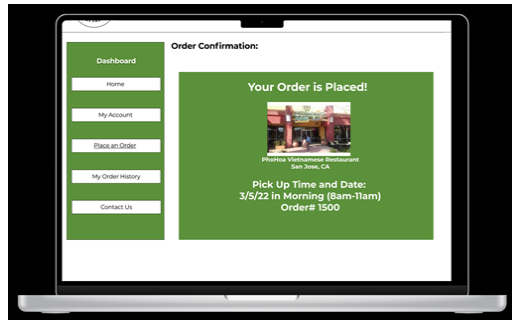 Order Confirmation:
Dashboard
Home
My Account
Place an Order
My Order History
Contact Us
Your Order is Placed!
PhoHoa Vietnamese Restaurant
San Jose, CA
Pick Up Time and Date:
3/5/22 in Morning (8am-11am)
Order# 1500